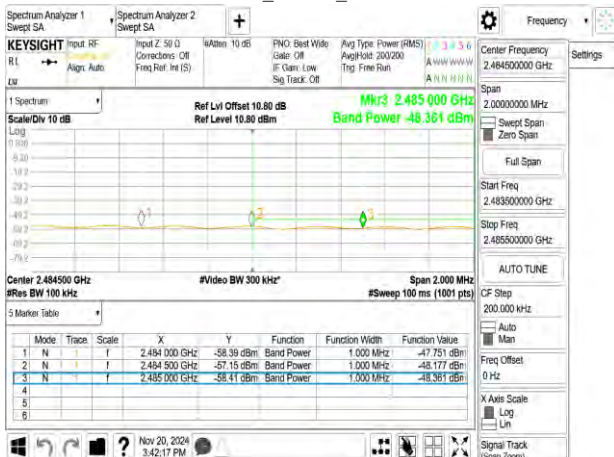 Spectrum Analyzer 1
Swept SA
Spectrum Analyzer 2
Swept SA
+
Frequency
KEYSIGHT
RL
Input: RF
Align: Auto
Input Z: 50 Ω
Corrections: Off
Freq Ref: Int (S)
#Atten: 10 dB
PNO: Best Wide
Gate: Off
IF Gain: Low
Sig Track: Off
Avg Type: Power (RMS)
Avg|Hold: 200/200
Trig: Free Run
A W W W W W
A N N N N N
Center Frequency
2.484500000 GHz
Settings
Span
2.00000000 MHz
Swept Span
Zero Span
Full Span
Start Freq
2.483500000 GHz
Stop Freq
2.485500000 GHz
AUTO TUNE
CF Step
200.000 kHz
Auto
Man
Freq Offset
0 Hz
X Axis Scale
Log
Lin
Signal Track
(Span Zoom)
1 Spectrum
Scale/Div 10 dB
Log
Ref Lvl Offset 10.80 dB
Ref Level 10.80 dBm
Mkr3 2.485 000 GHz
Band Power -48.361 dBm
1
2
3
Center 2.484500 GHz
#Res BW 100 kHz
#Video BW 300 kHz*
Span 2.000 MHz
#Sweep 100 ms (1001 pts)
5 Marker Table
Mode Trace Scale X Y Function Function Width Function Value
1 N 1 f 2.484 000 GHz -58.39 dBm Band Power 1.000 MHz -47.751 dBm
2 N 1 f 2.484 500 GHz -57.15 dBm Band Power 1.000 MHz -48.177 dBm
3 N 1 f 2.485 000 GHz -58.41 dBm Band Power 1.000 MHz -48.361 dBm
4
5
6
?
Nov 20, 2024
3:42:17 PM